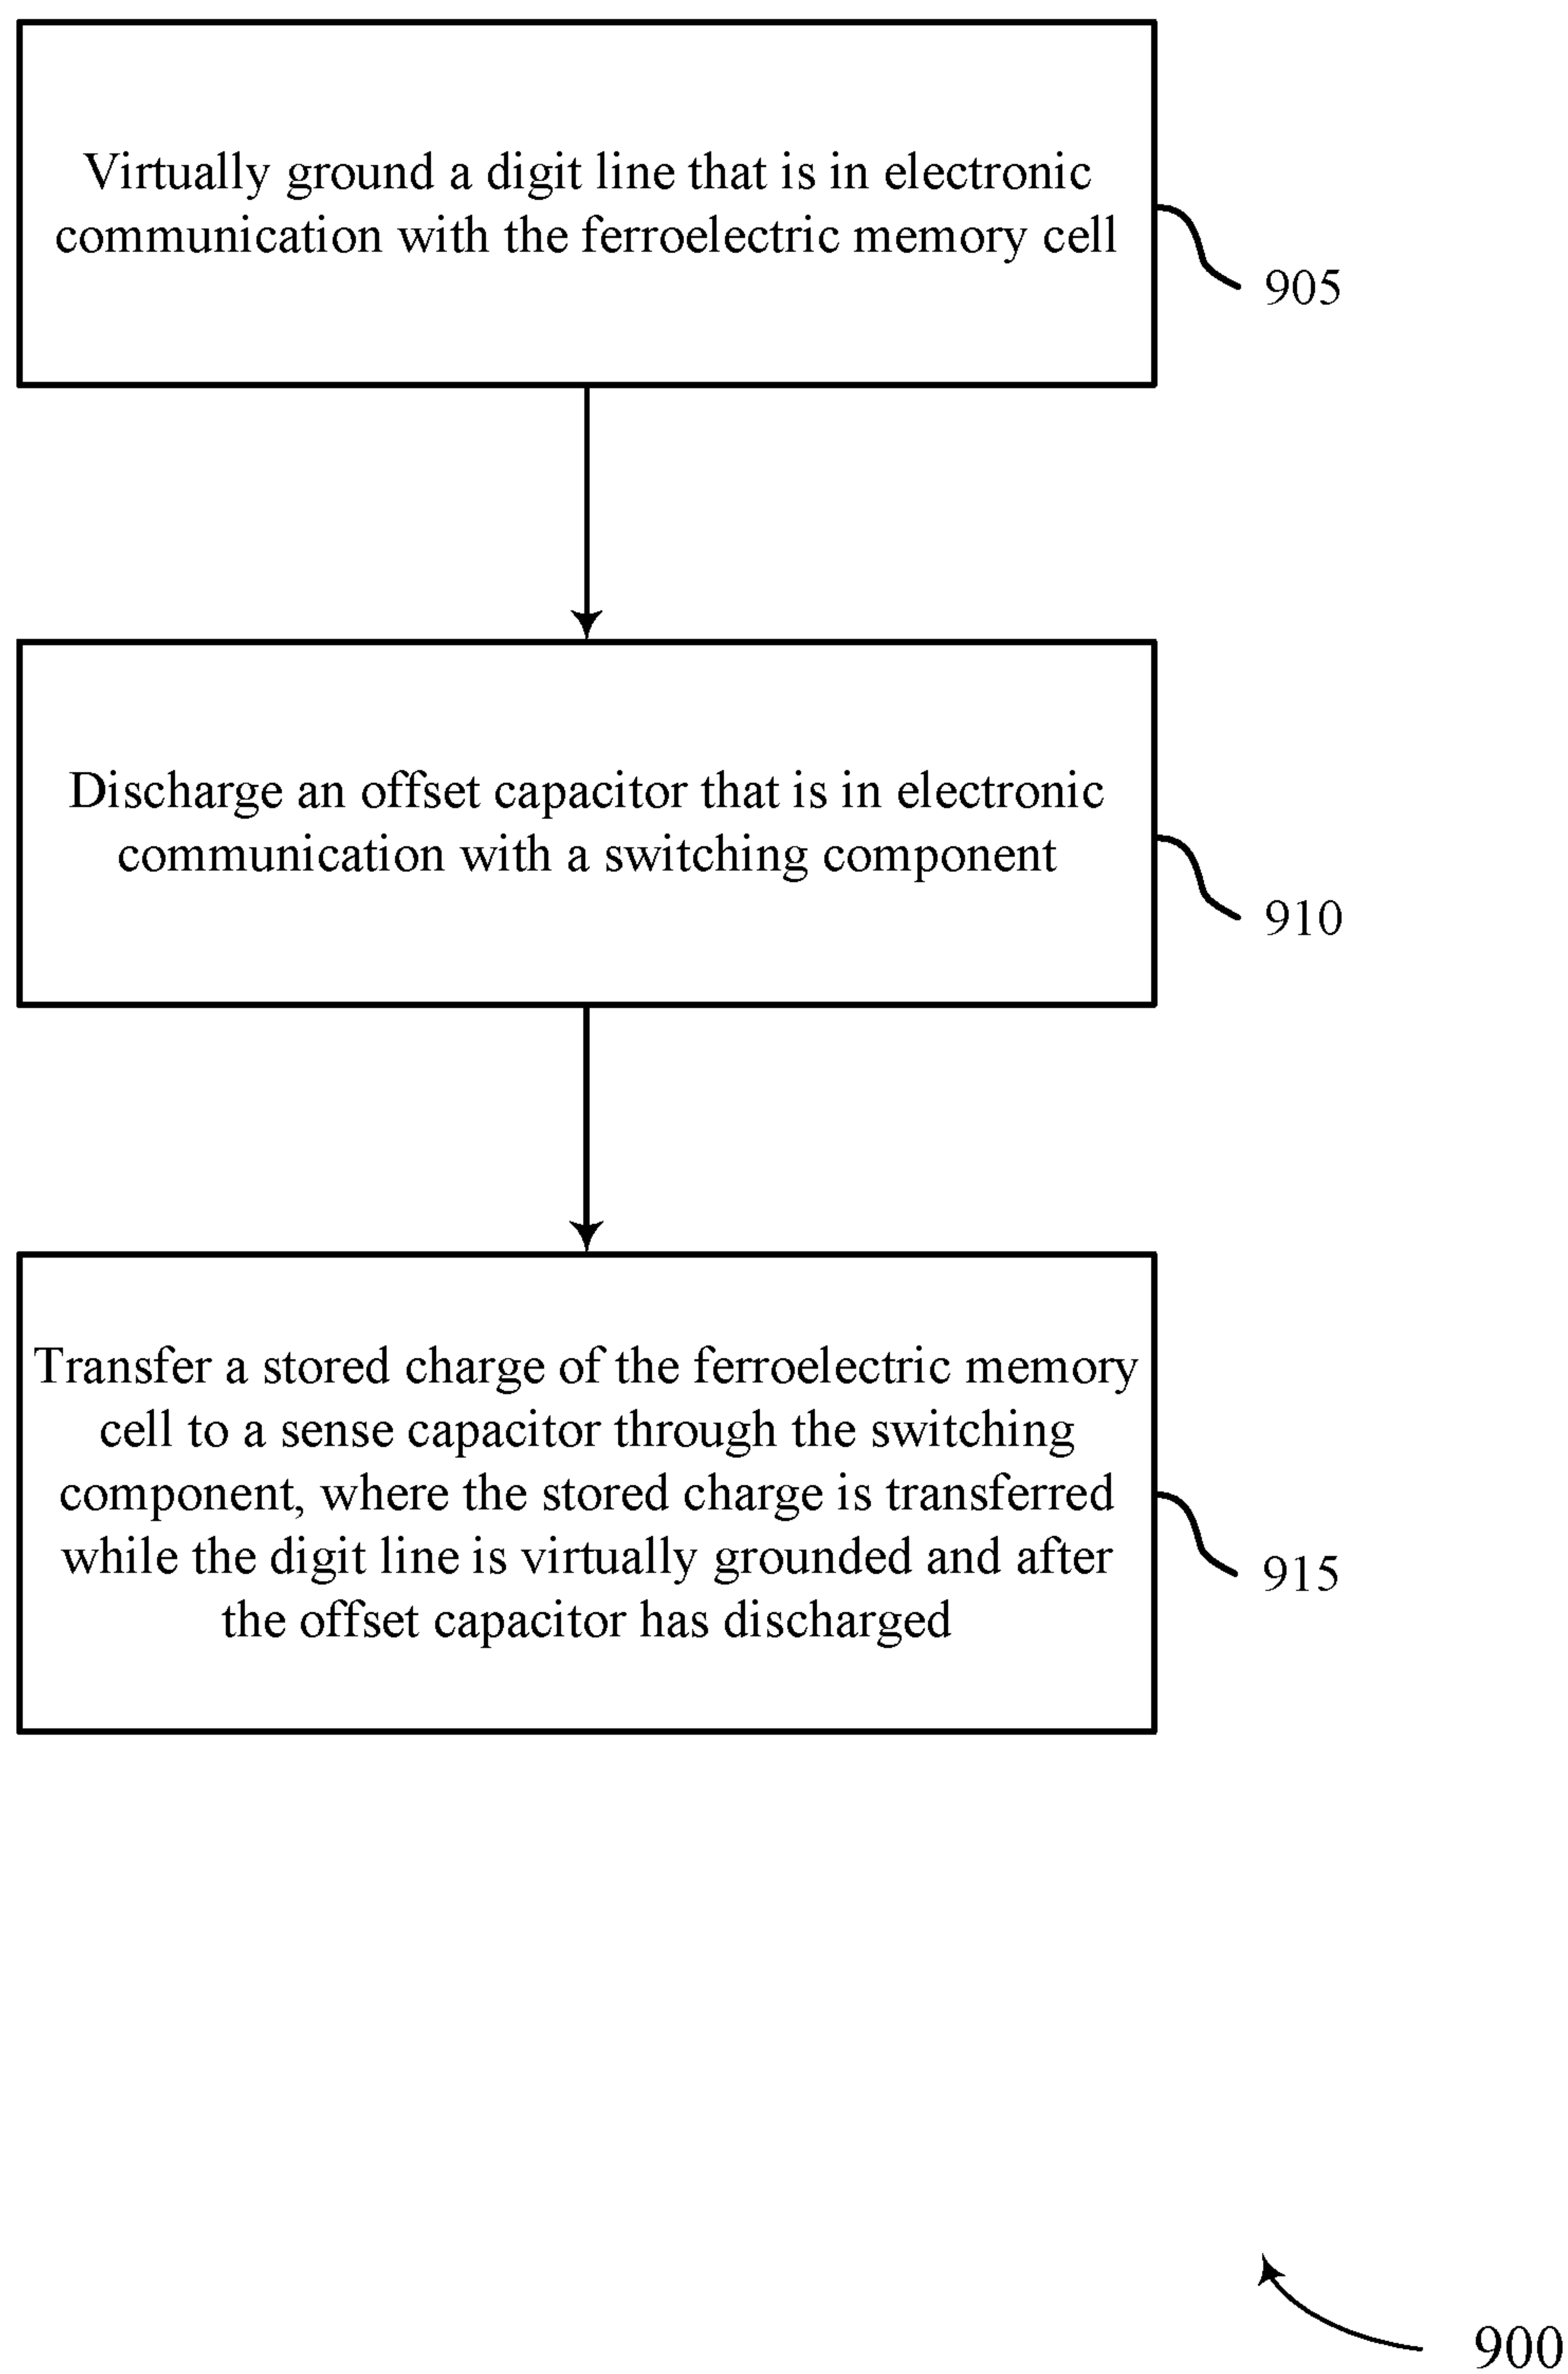 Virtually ground a digit line that is in electronic
communication with the ferroelectric memory cell
905
Discharge an offset capacitor that is in electronic
communication with a switching component
910
Transfer a stored charge of the ferroelectric memory
cell to a sense capacitor through the switching
component, where the stored charge is transferred
while the digit line is virtually grounded and after
the offset capacitor has discharged
915
900